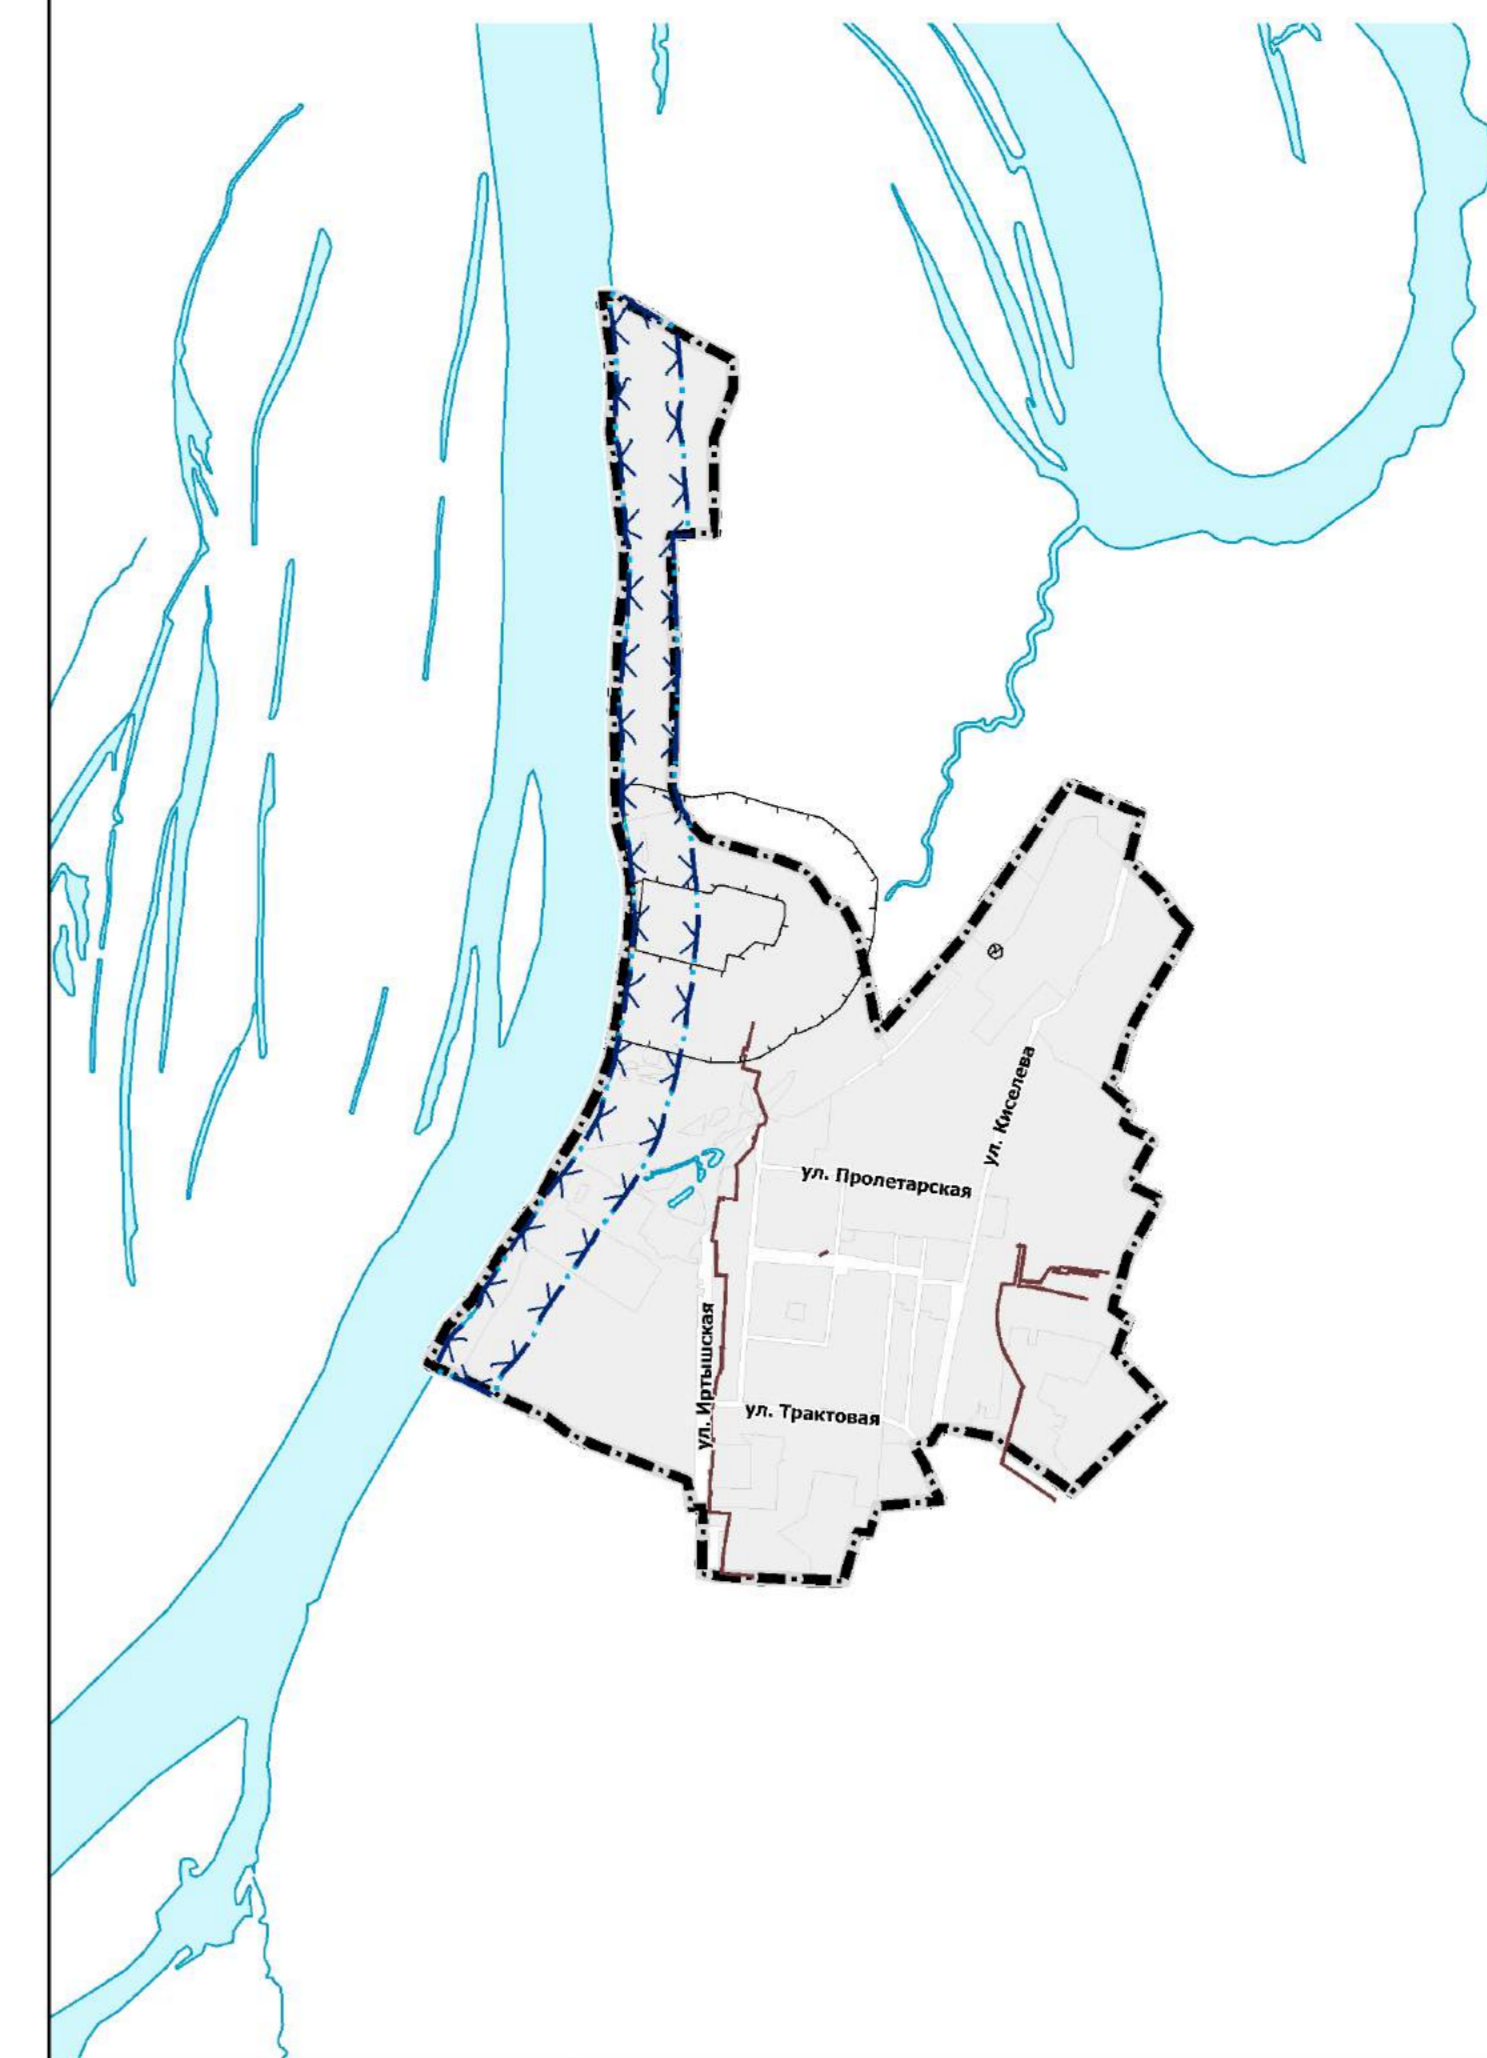 ул. Киселева
ул. Пролетарская
ул. Иртышская
ул. Трактовая